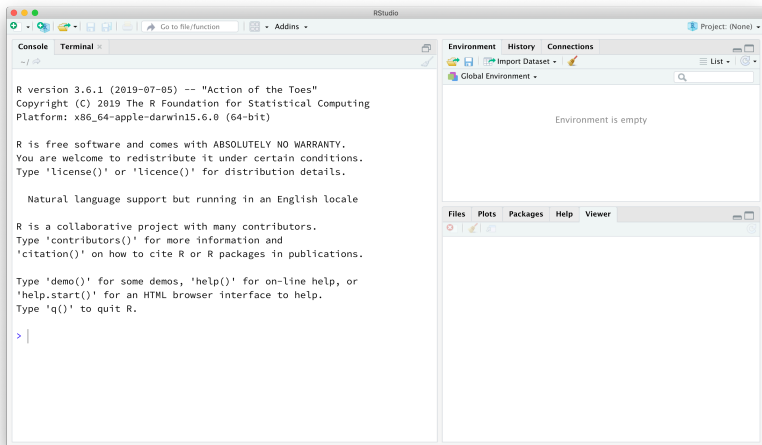 RStudio
Go to file/function
Addins
Project: (None)
Console Terminal
~/
R version 3.6.1 (2019-07-05) -- "Action of the Toes"
Copyright (C) 2019 The R Foundation for Statistical Computing
Platform: x86_64-apple-darwin15.6.0 (64-bit)
R is free software and comes with ABSOLUTELY NO WARRANTY.
You are welcome to redistribute it under certain conditions.
Type 'license()' or 'licence()' for distribution details.
Natural language support but running in an English locale
R is a collaborative project with many contributors.
Type 'contributors()' for more information and
'citation()' on how to cite R or R packages in publications.
Type 'demo()' for some demos, 'help()' for on-line help, or
'help.start()' for an HTML browser interface to help.
Type 'q()' to quit R.
>
Environment History Connections
Import Dataset
List
Global Environment
Environment is empty
Files Plots Packages Help Viewer